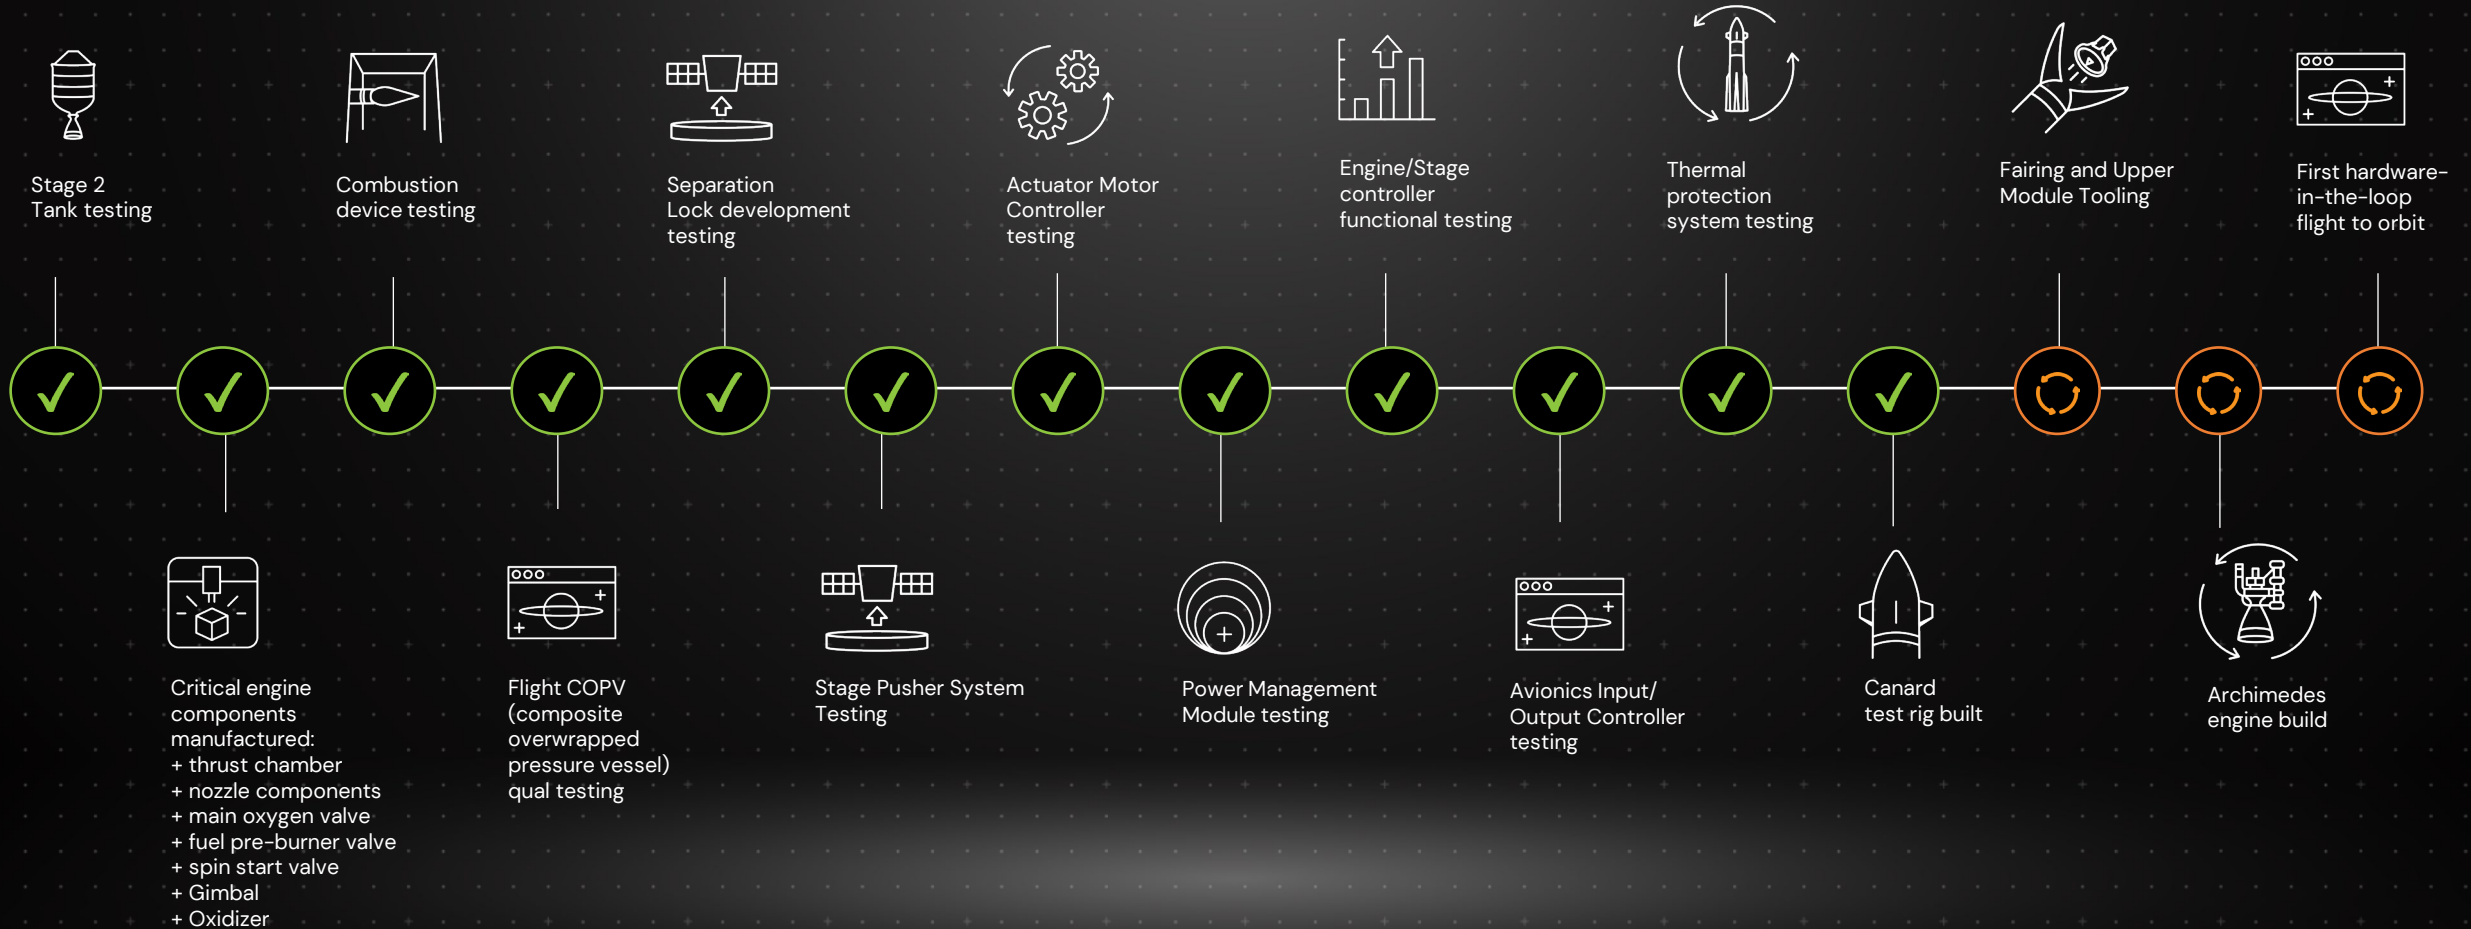 Stage 2
Tank testing
Combustion
device testing
Separation
Lock development
testing
Actuator Motor
Controller
testing
Engine/Stage
controller
functional testing
Thermal
protection
system testing
Fairing and Upper
Module Tooling
First hardware-
in-the-loop
flight to orbit
Critical engine
components
manufactured:
+ thrust chamber
+ nozzle components
+ main oxygen valve
+ fuel pre-burner valve
+ spin start valve
+ Gimbal
+ Oxidizer
Flight COPV
(composite
overwrapped
pressure vessel)
qual testing
Stage Pusher System
Testing
Power Management
Module testing
Avionics Input/
Output Controller
testing
Canard
test rig built
Archimedes
engine build